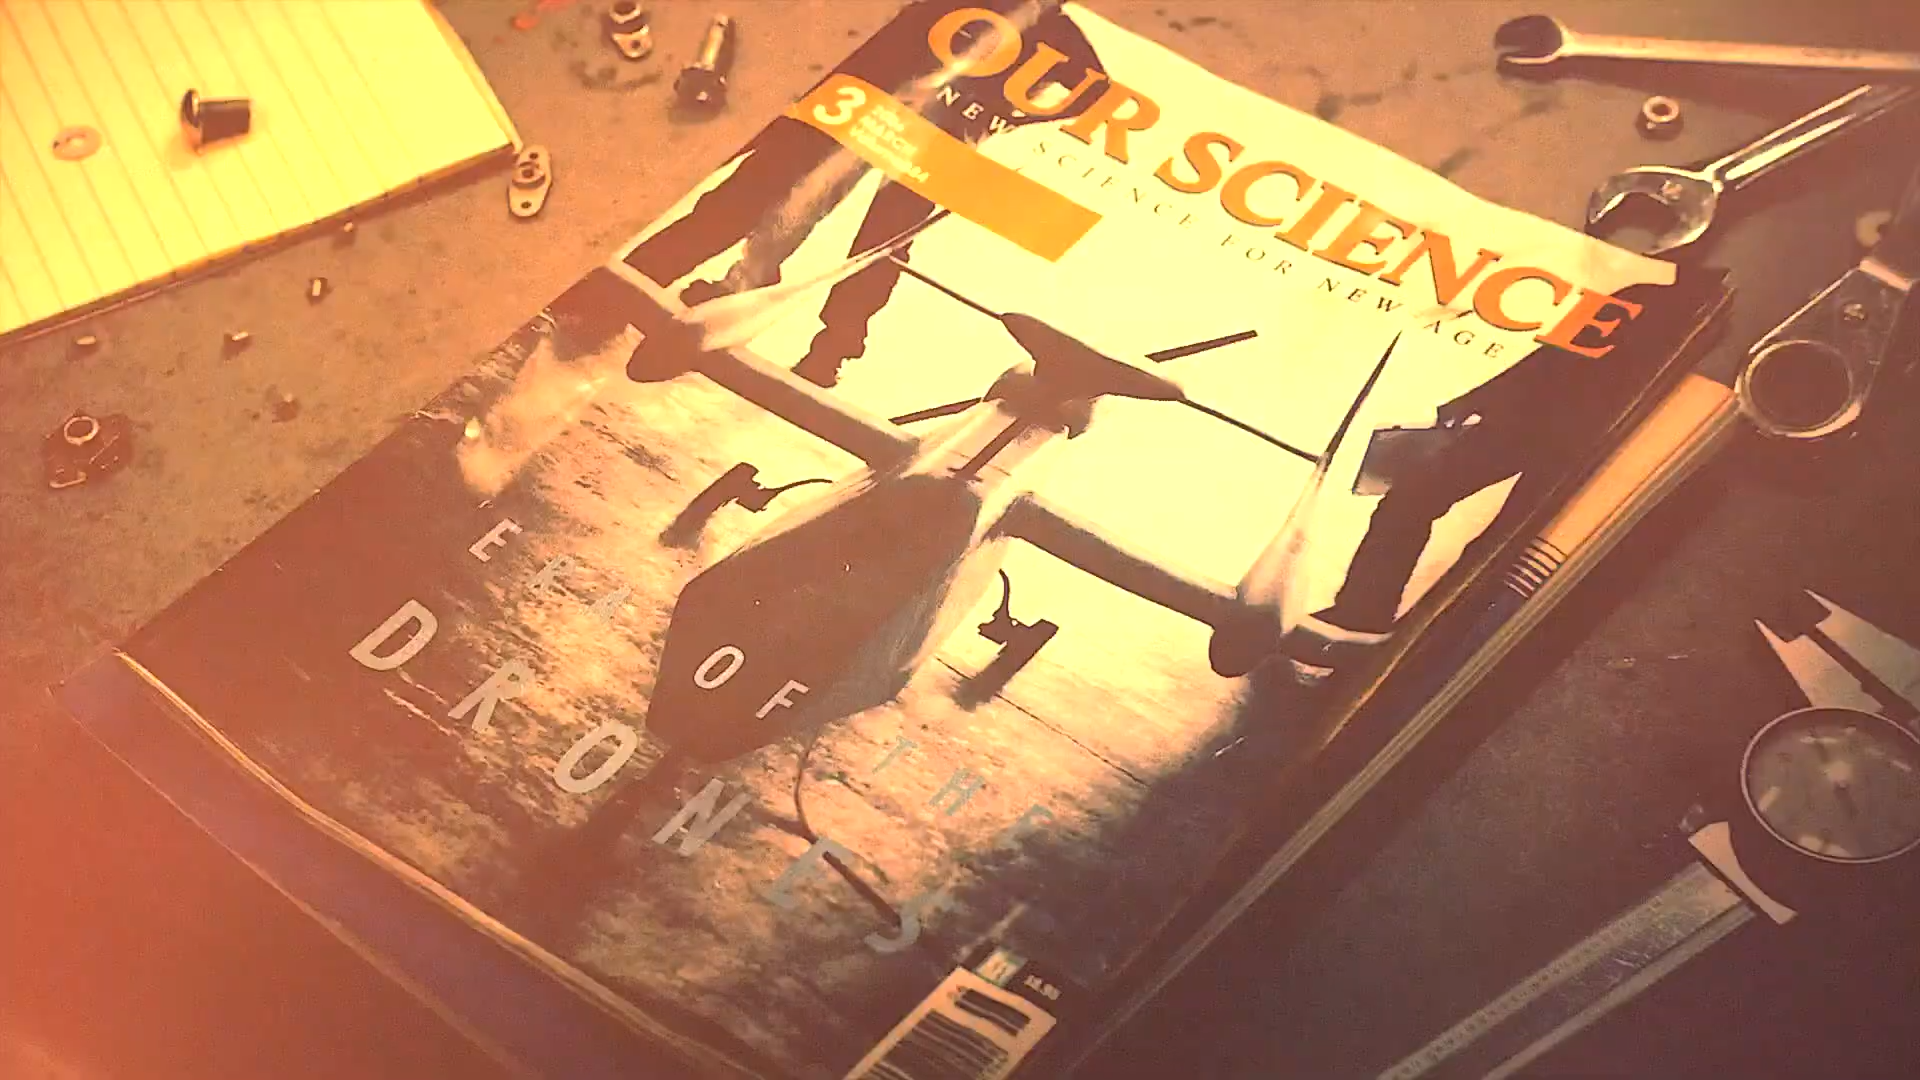 OUR SCIENCE
NEW SCIENCE FOR NEW AGE
3
MARCH
ERA OF THE
DRONES